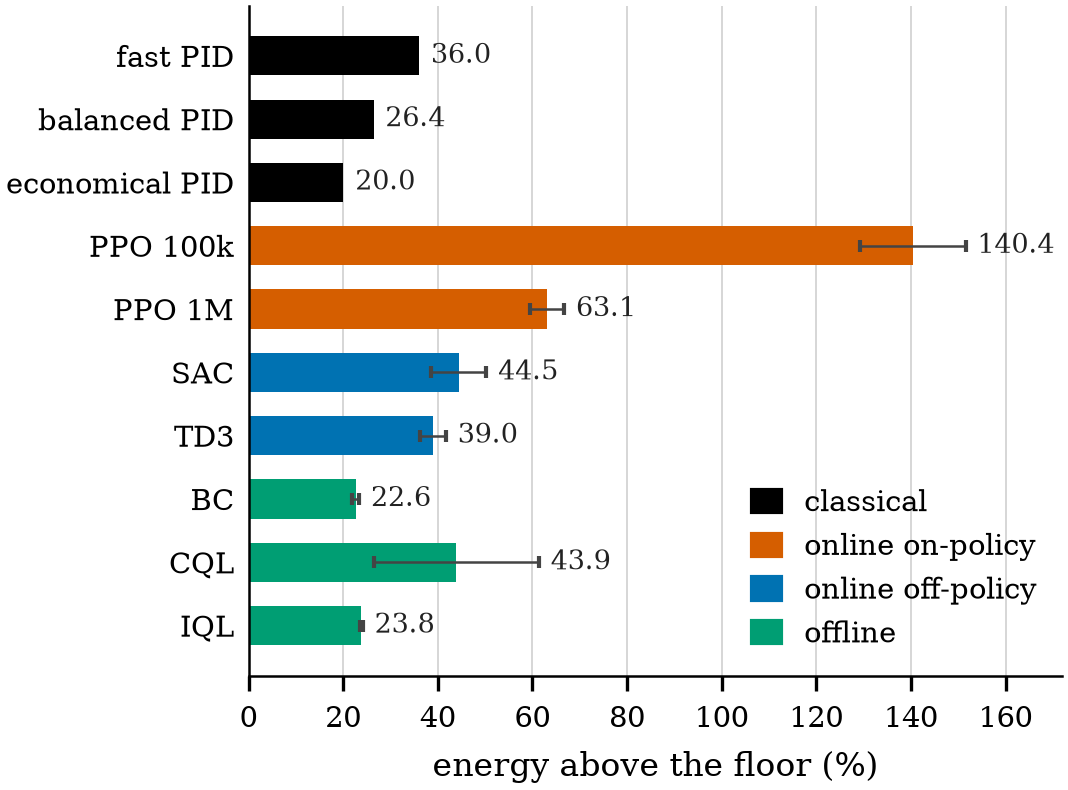 fast PID 36.0
balanced PID 26.4
economical PID 20.0
PPO 100k 140.4
PPO 1M 63.1
SAC 44.5
TD3 39.0
BC 22.6
CQL 43.9
IQL 23.8
classical
online on-policy
online off-policy
offline
0 20 40 60 80 100 120 140 160
energy above the floor (%)